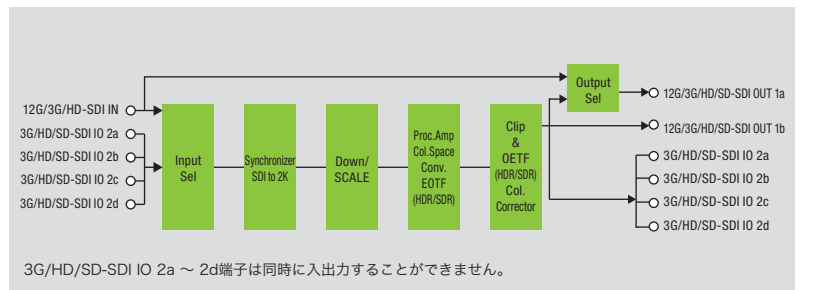 12G/3G/HD-SDI IN
3G/HD/SD-SDI IO 2a
3G/HD/SD-SDI IO 2b
3G/HD/SD-SDI IO 2c
3G/HD/SD-SDI IO 2d
Input
Sel
Synchronizer
SDI to 2K
Down/
SCALE
Proc.Amp
Col.Space
Conv.
EOTF
(HDR/SDR)
Clip
&
OETF
(HDR/SDR)
Col.
Corrector
Output
Sel
12G/3G/HD/SD-SDI OUT 1a
12G/3G/HD/SD-SDI OUT 1b
3G/HD/SD-SDI IO 2a
3G/HD/SD-SDI IO 2b
3G/HD/SD-SDI IO 2c
3G/HD/SD-SDI IO 2d
3G/HD/SD-SDI IO 2a ～ 2d端子は同時に入出力することができません。